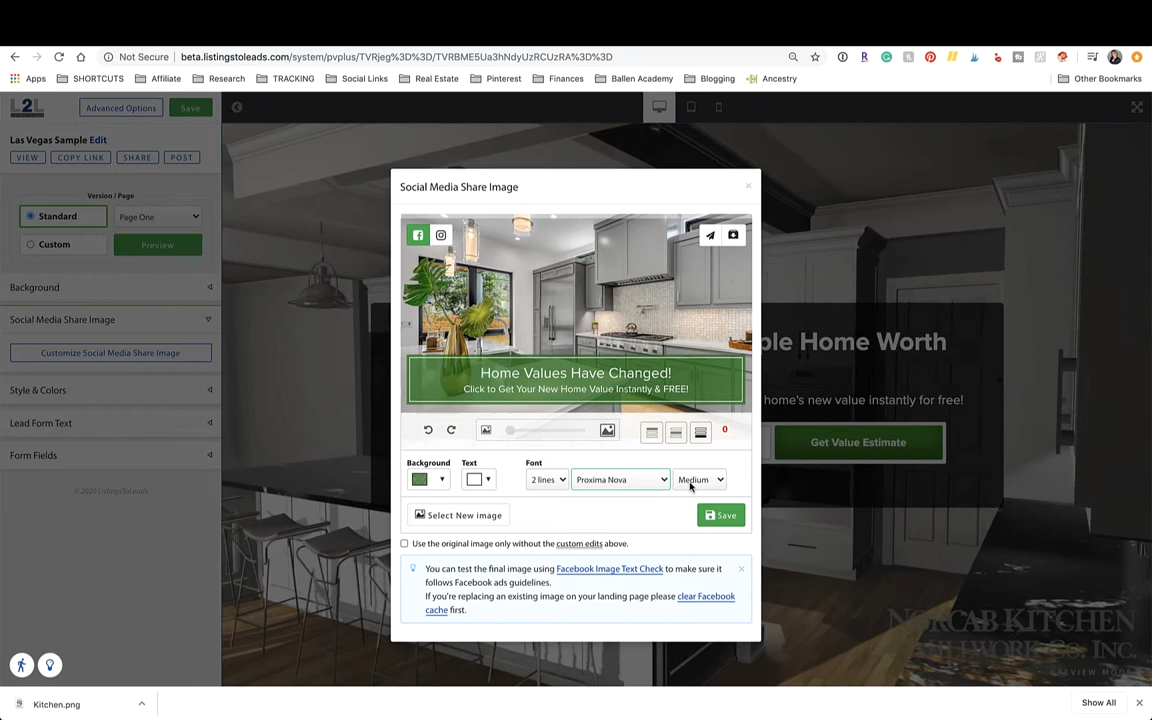 Not Secure
beta.listingstoleads.com/system/pvplus/TVRjeg%3D%3D/TVRBME5Ua3hNdyUzRCUzRA%3D%3D
Apps SHORTCUTS Affiliate Research TRACKING Social Links Real Estate Pinterest Finances Ballen Academy Blogging Ancestry Other Bookmarks
L2L Advanced Options Save
Las Vegas Sample Edit
VIEW COPY LINK SHARE POST
Version / Page
Standard Page One
Custom Preview
Background
Social Media Share Image
Customize Social Media Share Image
Style & Colors
Lead Form Text
Form Fields
© 2020 ListingsToLeads
Social Media Share Image ×
Home Values Have Changed!
Click to Get Your New Home Value Instantly & FREE!
0
Background Text Font
2 lines Proxima Nova Medium
Select New image Save
Use the original image only without the custom edits above.
You can test the final image using Facebook Image Text Check to make sure it
follows Facebook ads guidelines.
If you're replacing an existing image on your landing page please clear Facebook
cache first.
ple Home Worth
home's new value instantly for free!
Get Value Estimate
NORCAB KITCHEN
MILLWORK CO. INC.
PREVIEW MODE
Kitchen.png
Show All